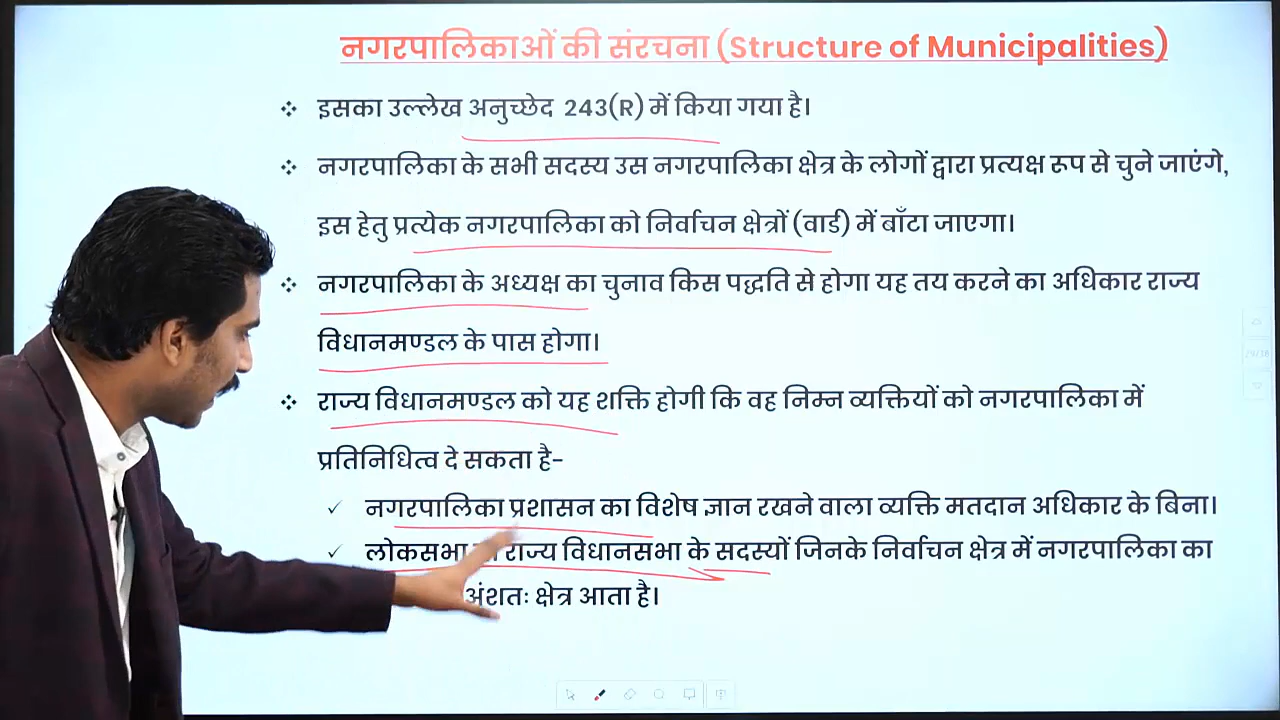 नगरपालिकाओं की संरचना (Structure of Municipalities)
❖ इसका उल्लेख अनुच्छेद 243(R) में किया गया है।
❖ नगरपालिका के सभी सदस्य उस नगरपालिका क्षेत्र के लोगों द्वारा प्रत्यक्ष रूप से चुने जाएंगे,
इस हेतु प्रत्येक नगरपालिका को निर्वाचन क्षेत्रों (वार्ड) में बाँटा जाएगा।
❖ नगरपालिका के अध्यक्ष का चुनाव किस पद्धति से होगा यह तय करने का अधिकार राज्य
विधानमण्डल के पास होगा।
❖ राज्य विधानमण्डल को यह शक्ति होगी कि वह निम्न व्यक्तियों को नगरपालिका में
प्रतिनिधित्व दे सकता है-
✓ नगरपालिका प्रशासन का विशेष ज्ञान रखने वाला व्यक्ति मतदान अधिकार के बिना।
✓ लोकसभा राज्य विधानसभा के सदस्यों जिनके निर्वाचन क्षेत्र में नगरपालिका का
अंशतः क्षेत्र आता है।